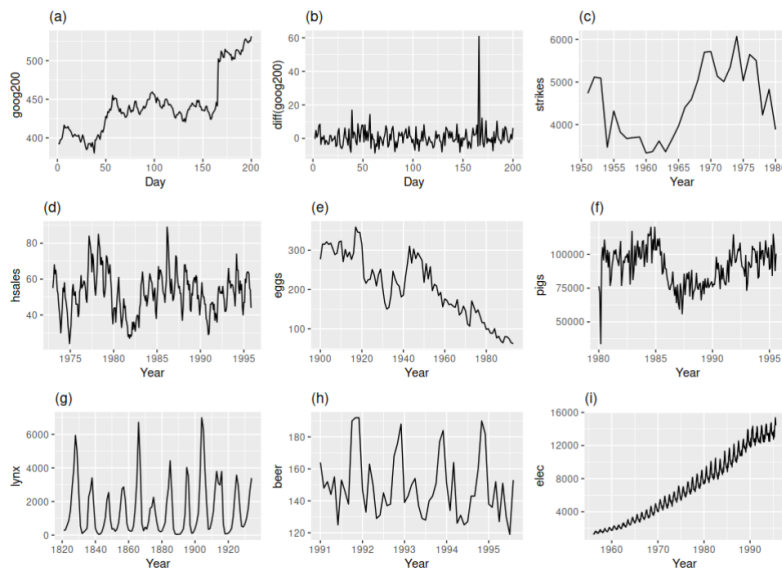 (a)
500
450
400
goog200
0
50
100
150
200
Day
(b)
60
40
20
0
diff(goog200)
0
50
100
150
200
Day
(c)
6000
5000
4000
strikes
1950
1955
1960
1965
1970
1975
1980
Year
(d)
80
60
40
hsales
1975
1980
1985
1990
1995
Year
(e)
300
200
100
eggs
1900
1920
1940
1960
1980
Year
(f)
100000
75000
50000
pigs
1980
1985
1990
1995
Year
(g)
6000
4000
2000
0
lynx
1820
1840
1860
1880
1900
1920
Year
(h)
180
160
140
120
beer
1991
1992
1993
1994
1995
Year
(i)
16000
12000
8000
4000
elec
1960
1970
1980
1990
Year